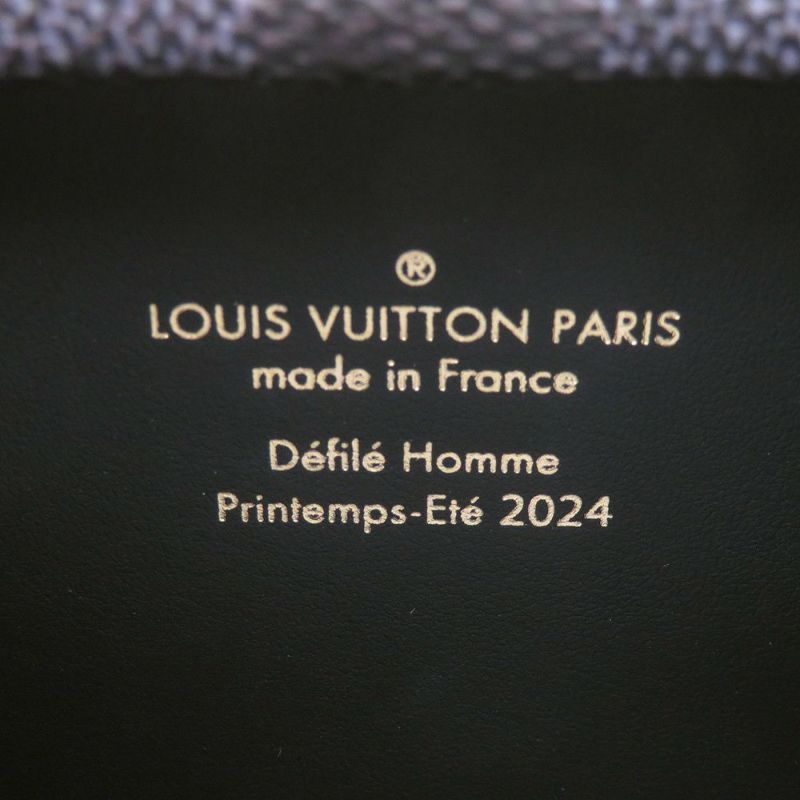 ®
LOUIS VUITTON PARIS
made in France
Défilé Homme
Printemps-Eté 2024